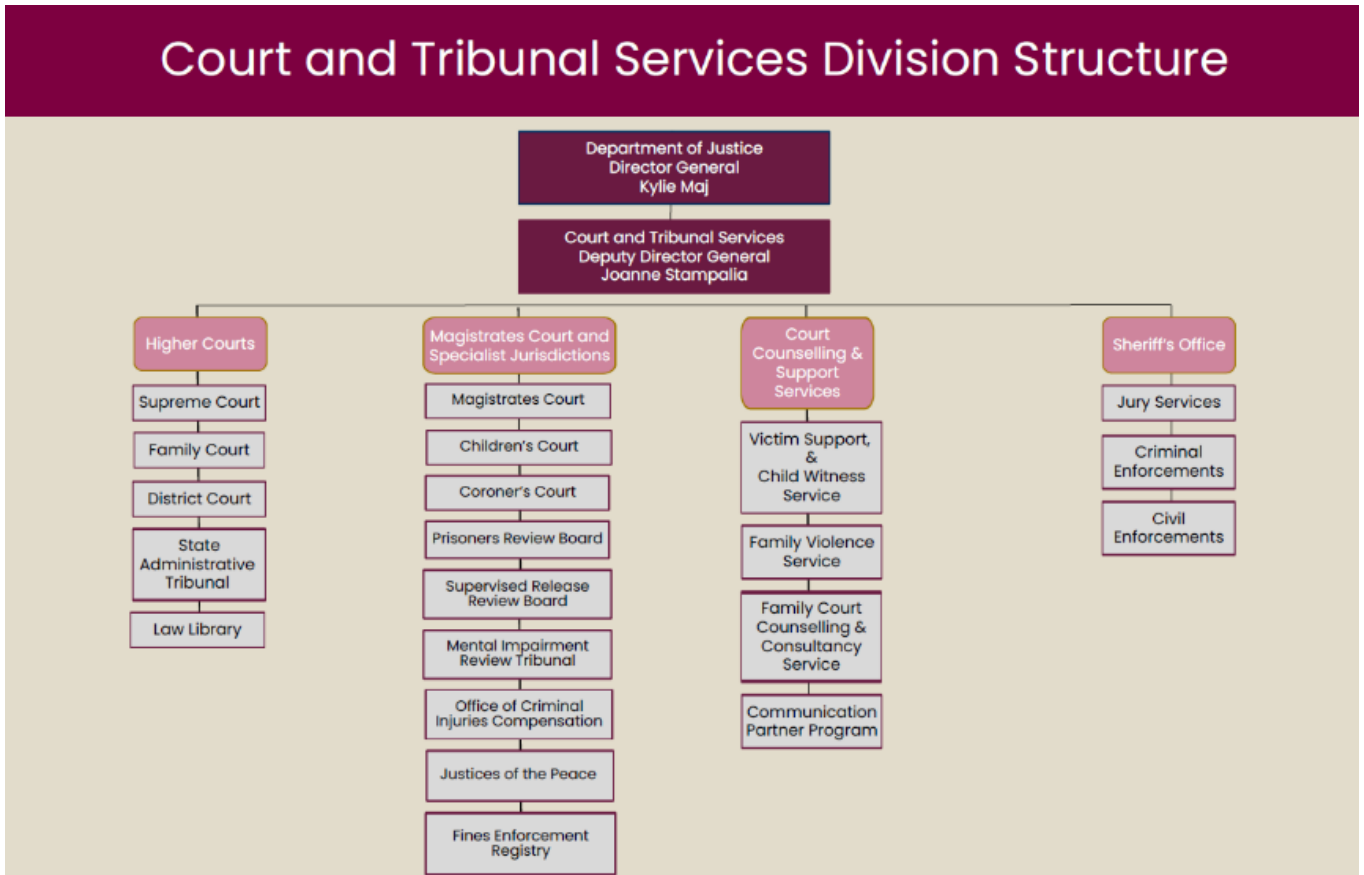 Court and Tribunal Services Division Structure
Department of Justice
Director General
Kylie Maj
Court and Tribunal Services
Deputy Director General
Joanne Stampalia
Higher Courts
Supreme Court
Family Court
District Court
State
Administrative
Tribunal
Law Library
Magistrates Court and
Specialist Jurisdictions
Magistrates Court
Children's Court
Coroner's Court
Prisoners Review Board
Supervised Release
Review Board
Mental Impairment
Review Tribunal
Office of Criminal
Injuries Compensation
Justices of the Peace
Fines Enforcement
Registry
Court
Counselling &
Support
Services
Victim Support,
&
Child Witness
Service
Family Violence
Service
Family Court
Counselling &
Consultancy
Service
Communication
Partner Program
Sheriff's Office
Jury Services
Criminal
Enforcements
Civil
Enforcements